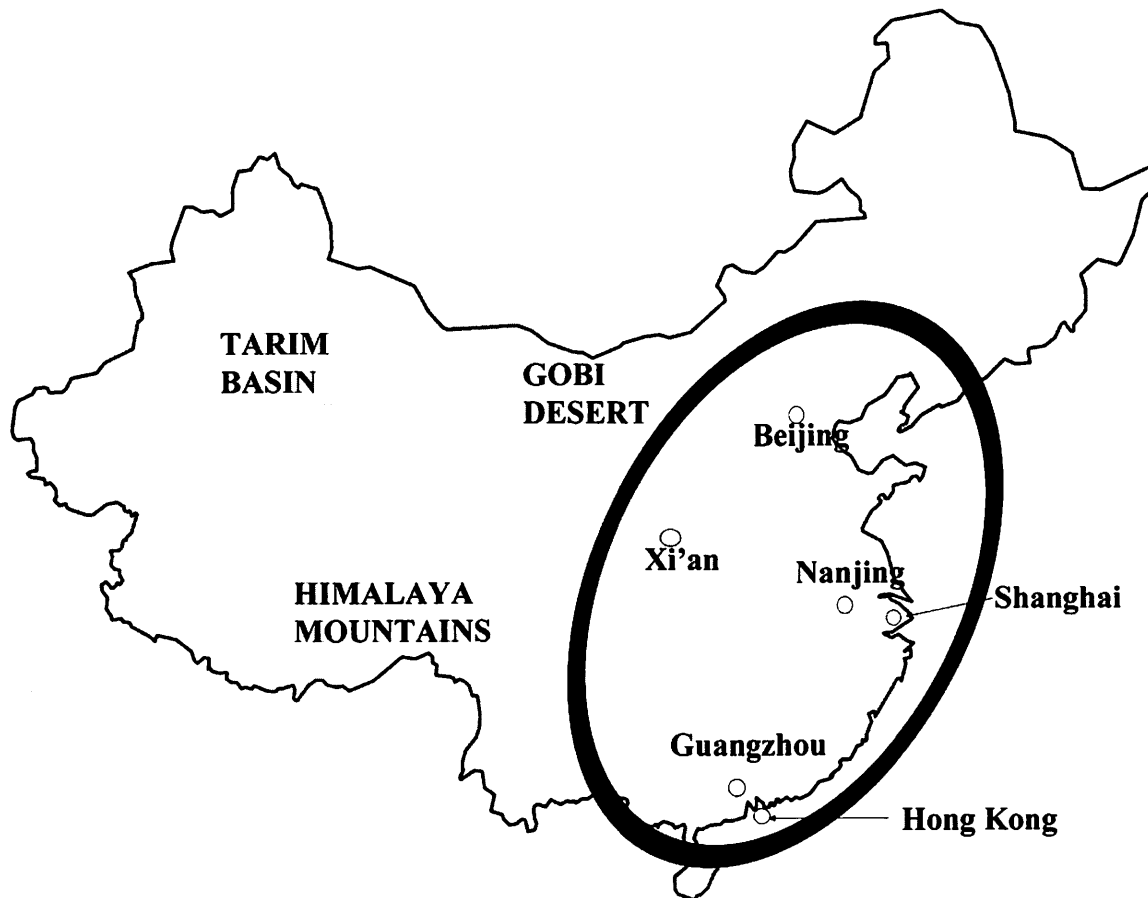 TARIM
BASIN
GOBI
DESERT
Beijing
Xi'an
Nanjing
Shanghai
HIMALAYA
MOUNTAINS
Guangzhou
Hong Kong